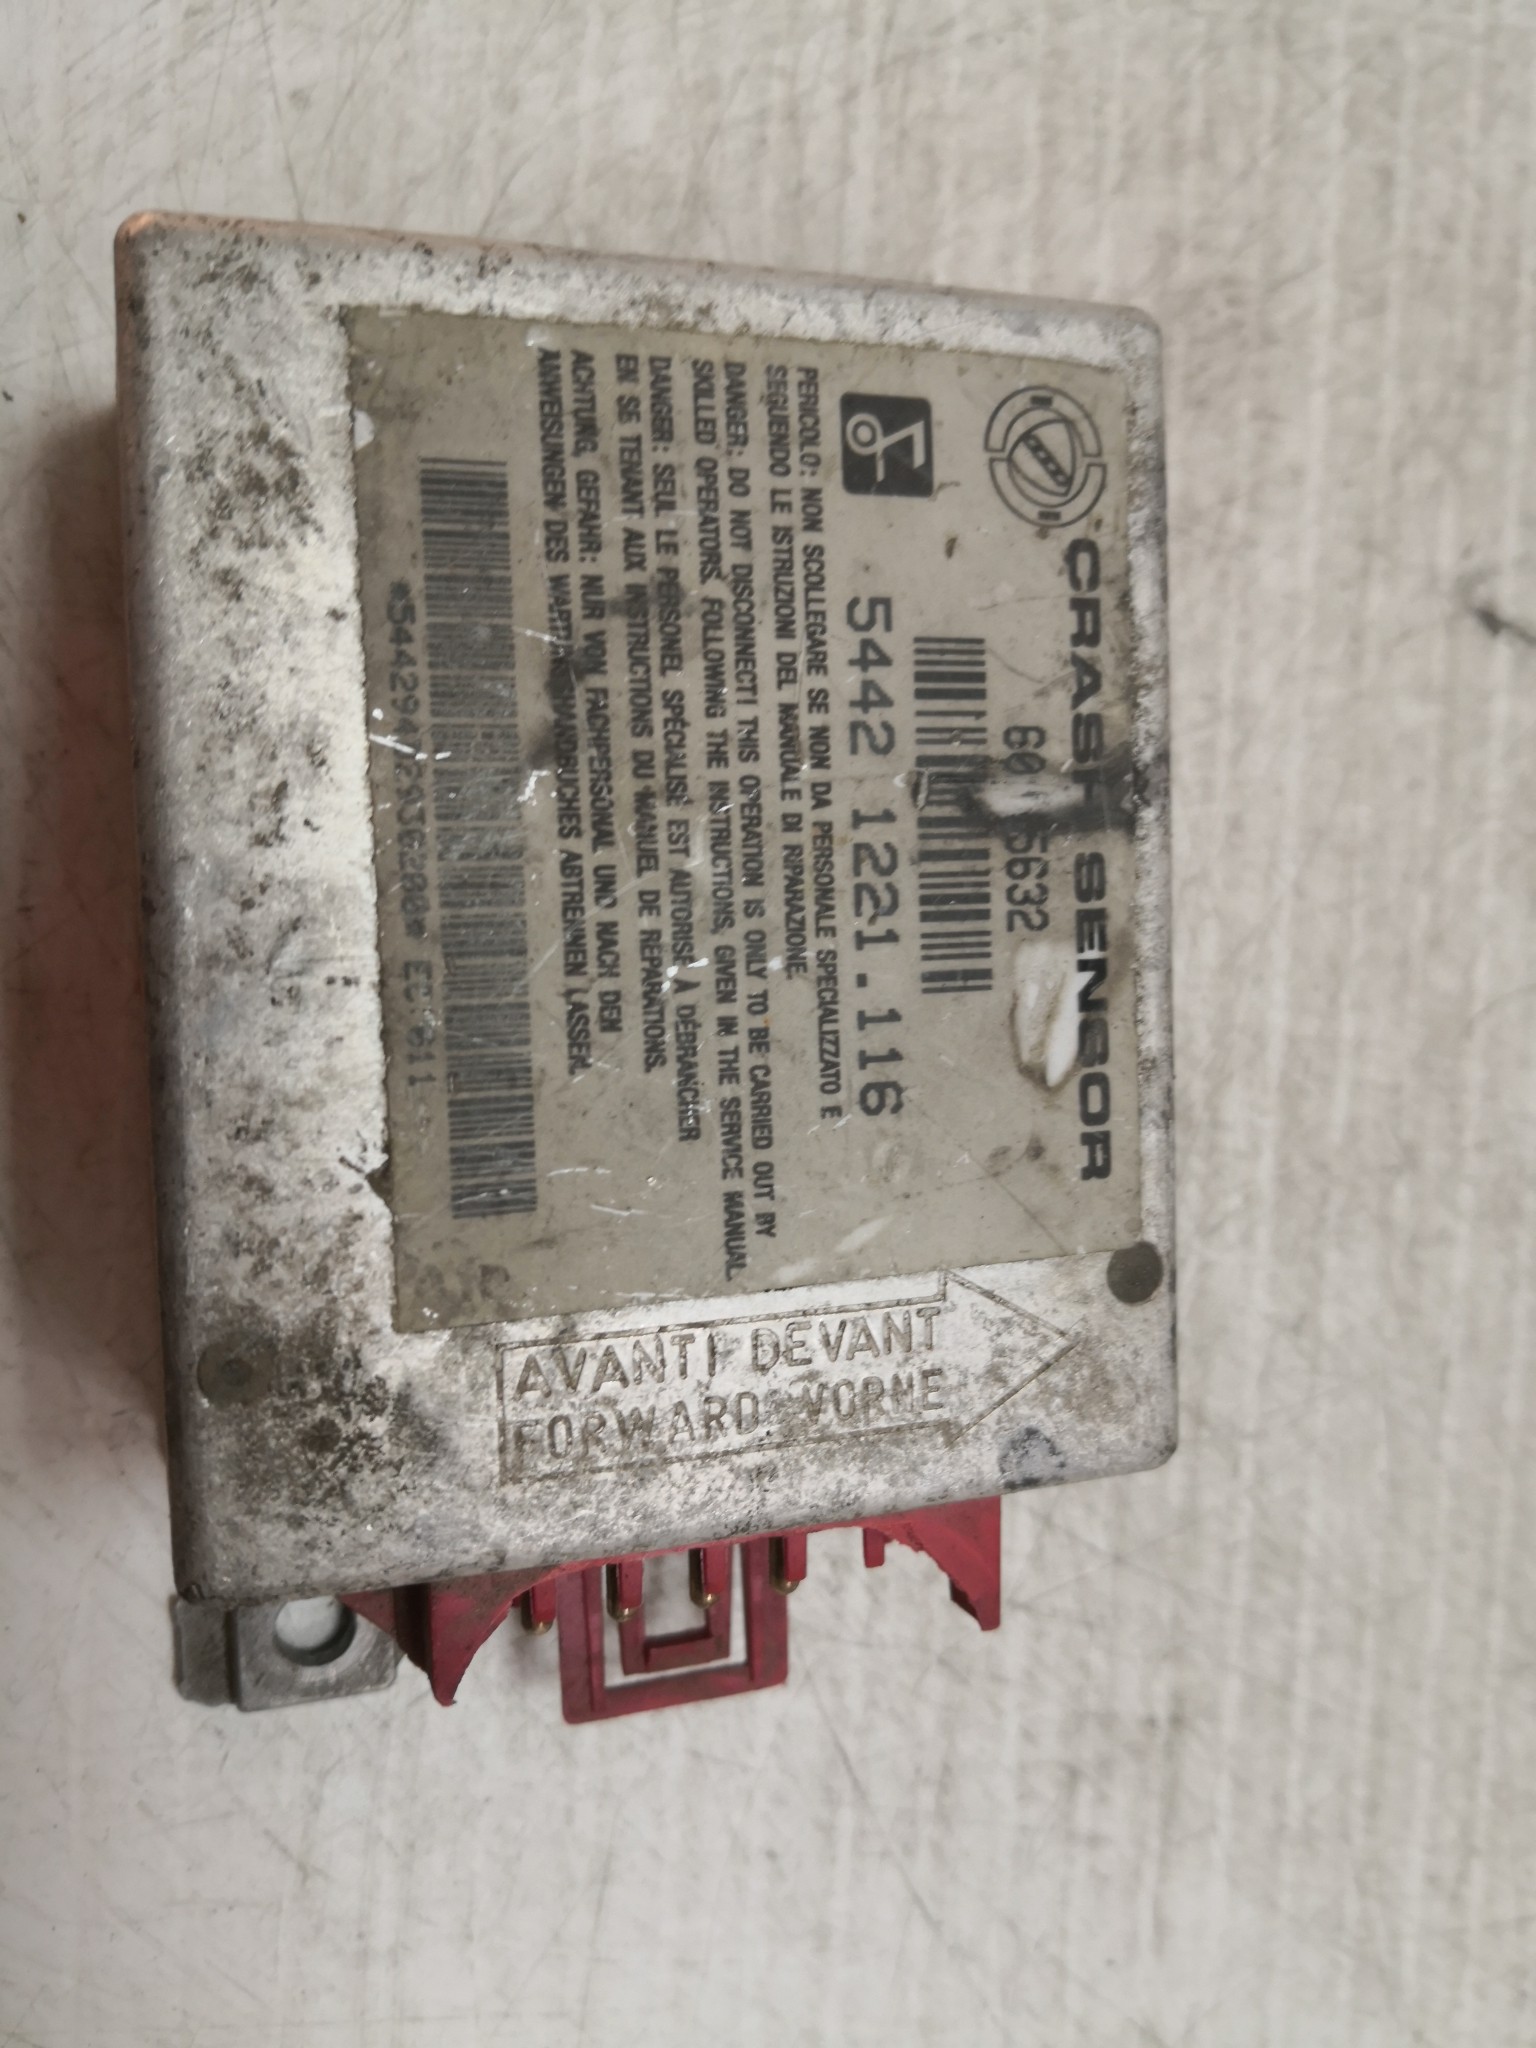 CRASH SENSOR
5632
5442 1221.116
PERICOLO: NON SCOLLEGARE SE NON DA PERSONALE SPECIALIZZATO E
SEGUENDO LE ISTRUZIONI DEL MANUALE DI RIPARAZIONE.
DANGER: DO NOT DISCONNECT! THIS OPERATION IS ONLY TO BE CARRIED OUT BY
SKILLED OPERATORS, FOLLOWING THE INSTRUCTIONS, GIVEN IN THE SERVICE MANUAL.
DANGER: SEUL LE PERSONEL SPÉCIALISÉ EST AUTORISÉ À DÉBRANCHER
EN SE TENANT AUX INSTRUCTIONS DU MANUEL DE REPARATIONS.
ACHTUNG, GEFAHR: NUR VON FACHPERSONAL UND NACH DEN
ANWEISUNGEN DES WARTUNGSHANDBUCHES ABTRENNEN LASSEN.
AVANTI DEVANT
FORWARD VORNE